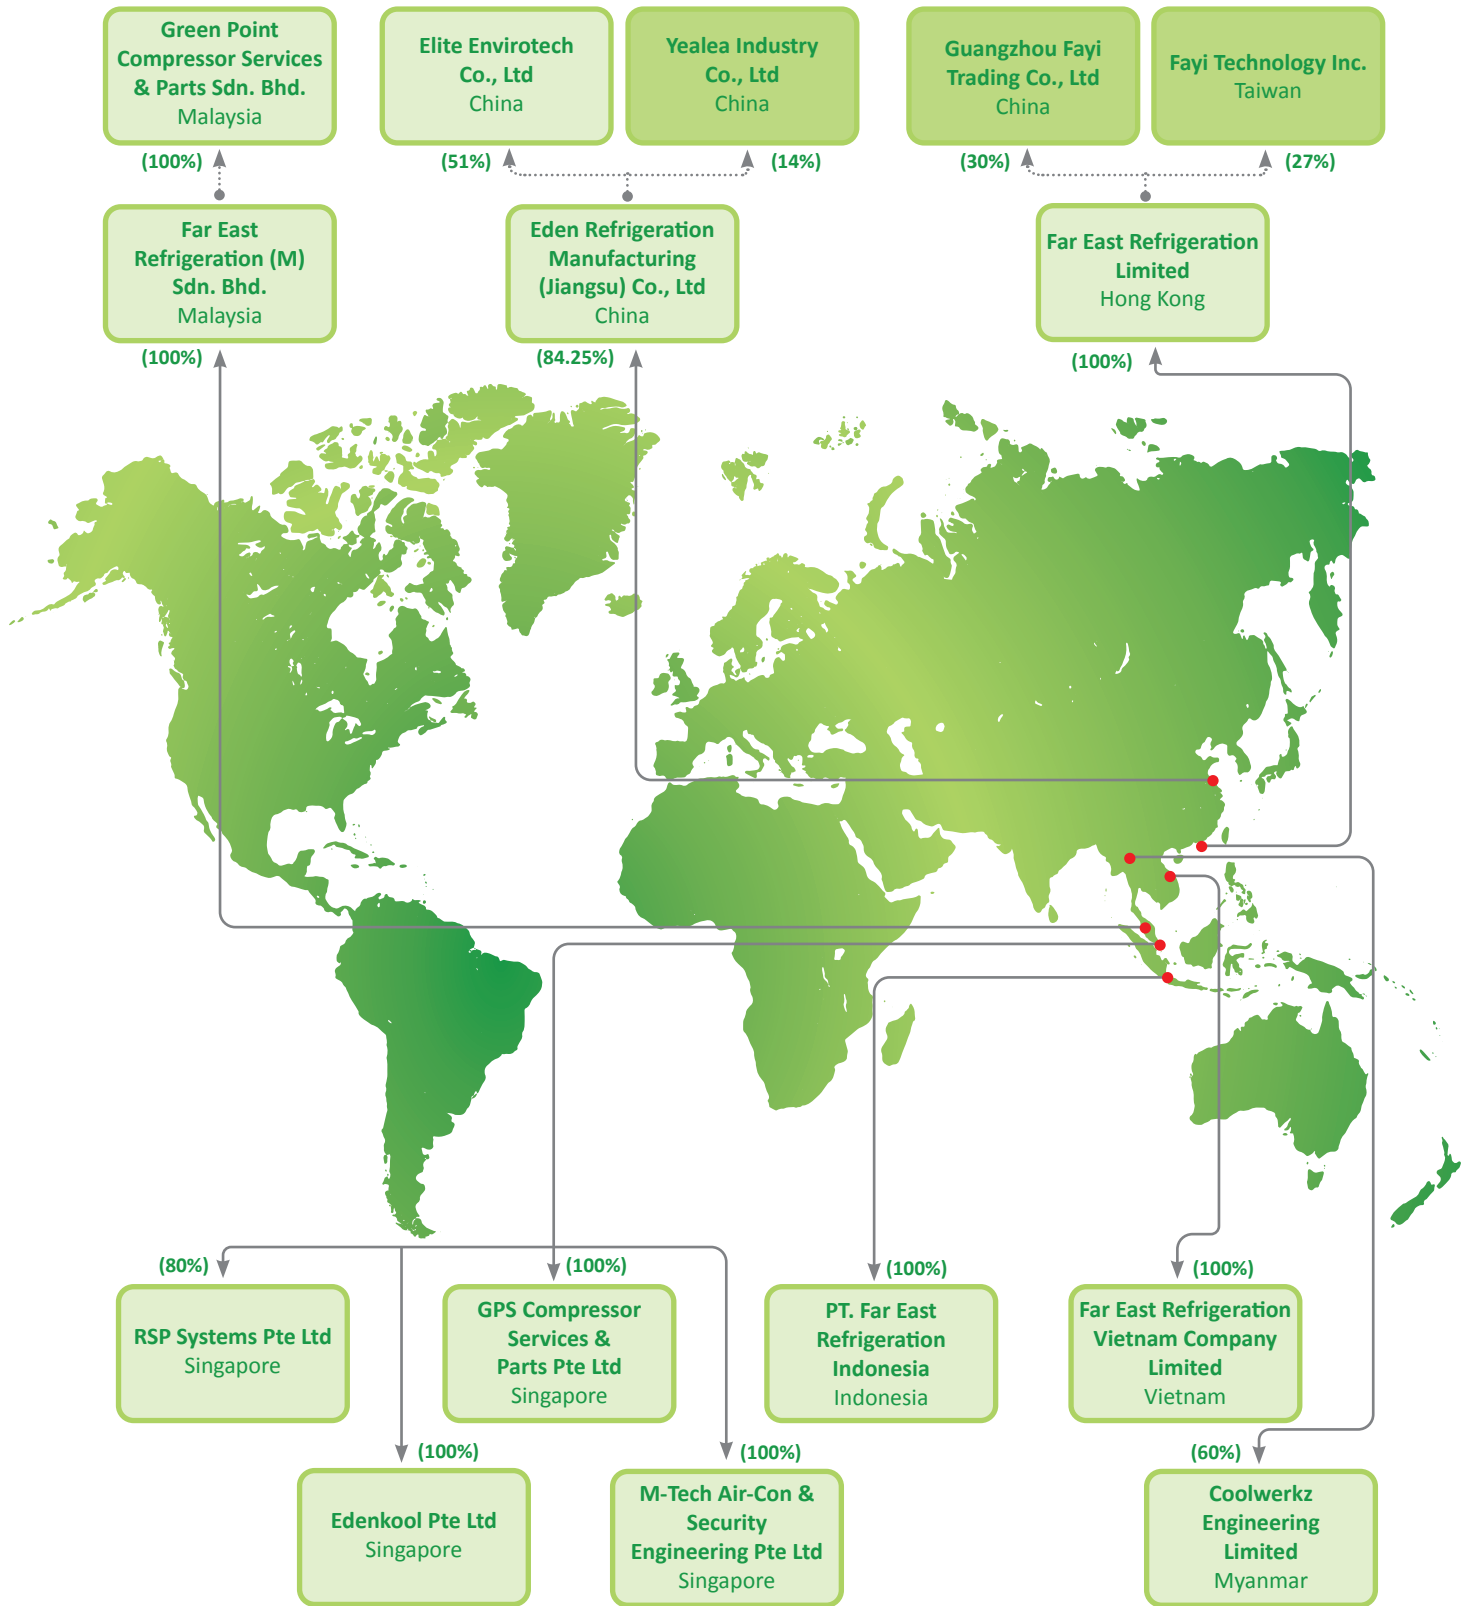 Green Point
Compressor Services
& Parts Sdn. Bhd.
Malaysia
Elite Envirotech
Co., Ltd
China
Yealea Industry
Co., Ltd
China
Guangzhou Fayi
Trading Co., Ltd
China
Fayi Technology Inc.
Taiwan
(100%)
(51%)
(14%)
(30%)
(27%)
Far East
Refrigeration (M)
Sdn. Bhd.
Malaysia
Eden Refrigeration
Manufacturing
(Jiangsu) Co., Ltd
China
Far East Refrigeration
Limited
Hong Kong
(100%)
(84.25%)
(100%)
(80%)
(100%)
(100%)
(100%)
RSP Systems Pte Ltd
Singapore
GPS Compressor
Services &
Parts Pte Ltd
Singapore
PT. Far East
Refrigeration
Indonesia
Indonesia
Far East Refrigeration
Vietnam Company
Limited
Vietnam
(100%)
(100%)
(60%)
Edenkool Pte Ltd
Singapore
M-Tech Air-Con &
Security
Engineering Pte Ltd
Singapore
Coolwerkz
Engineering
Limited
Myanmar